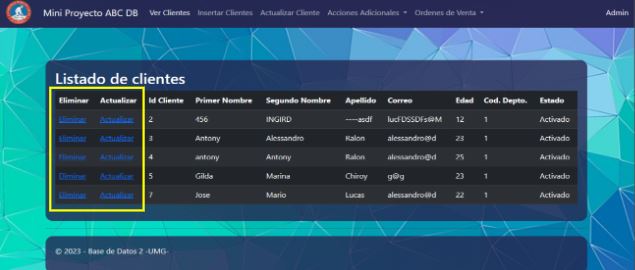 Mini Proyecto ABC DB Ver Clientes Insertar Clientes Actualizar Cliente Acciones Adicionales Ordenes de Venta Admin
Listado de clientes
Eliminar Actualizar Id Cliente Primer Nombre Segundo Nombre Apellido Correo Edad Cod. Depto. Estado
Eliminar Actualizar 2 456 INGIRD ----asdf lucFDSSDFs@M 12 1 Activado
Eliminar Actualizar 3 Antony Alessandro Ralon alessandro@d 23 1 Activado
Eliminar Actualizar 4 antony Antony Ralon alessandro@d 25 1 Activado
Eliminar Actualizar 5 Gilda Marina Chiroy g@g 23 1 Activado
Eliminar Actualizar 7 Jose Mario Lucas alessandro@d 22 1 Activado
© 2023 - Base de Datos 2 -UMG-